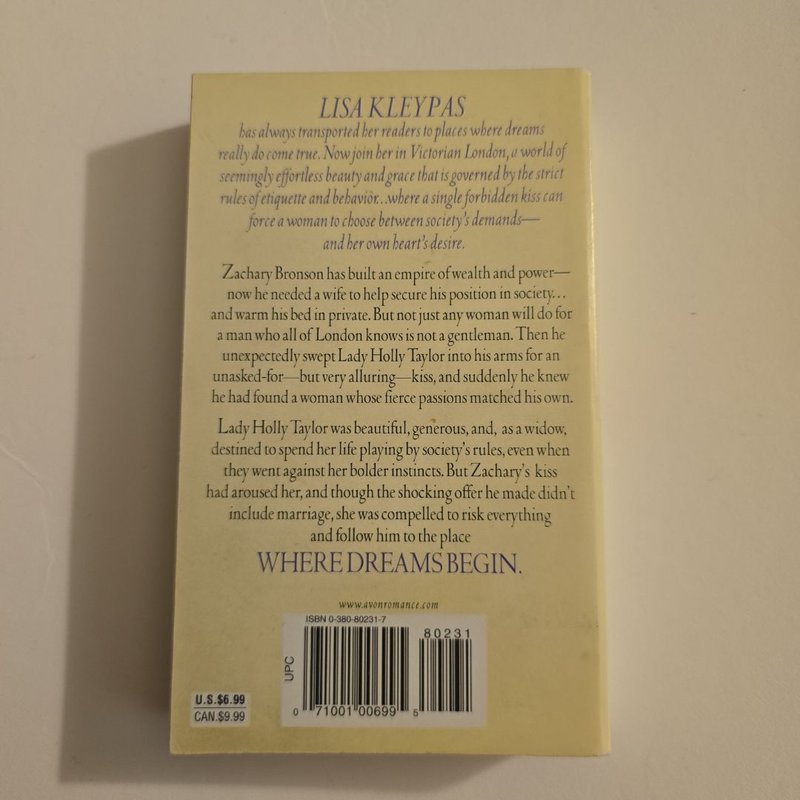 LISA KLEYPAS
has always transported her readers to places where dreams
really do come true. Now join her in Victorian London, a world of
seemingly effortless beauty and grace that is governed by the strict
rules of etiquette and behavior...where a single forbidden kiss can
force a woman to choose between society's demands—
and her own heart's desire.
Zachary Bronson has built an empire of wealth and power—
now he needed a wife to help secure his position in society...
and warm his bed in private. But not just any woman will do for
a man who all of London knows is not a gentleman. Then he
unexpectedly swept Lady Holly Taylor into his arms for an
unasked-for—but very alluring—kiss, and suddenly he knew
he had found a woman whose fierce passions matched his own.
Lady Holly Taylor was beautiful, generous, and, as a widow,
destined to spend her life playing by society's rules, even when
they went against her bolder instincts. But Zachary's kiss
had aroused her, and though the shocking offer he made didn't
include marriage, she was compelled to risk everything
and follow him to the place
WHERE DREAMS BEGIN.
www.avonromance.com
ISBN 0-380-80231-7
80231
UPC
0 71001 00699 5
U.S.$6.99
CAN.$9.99